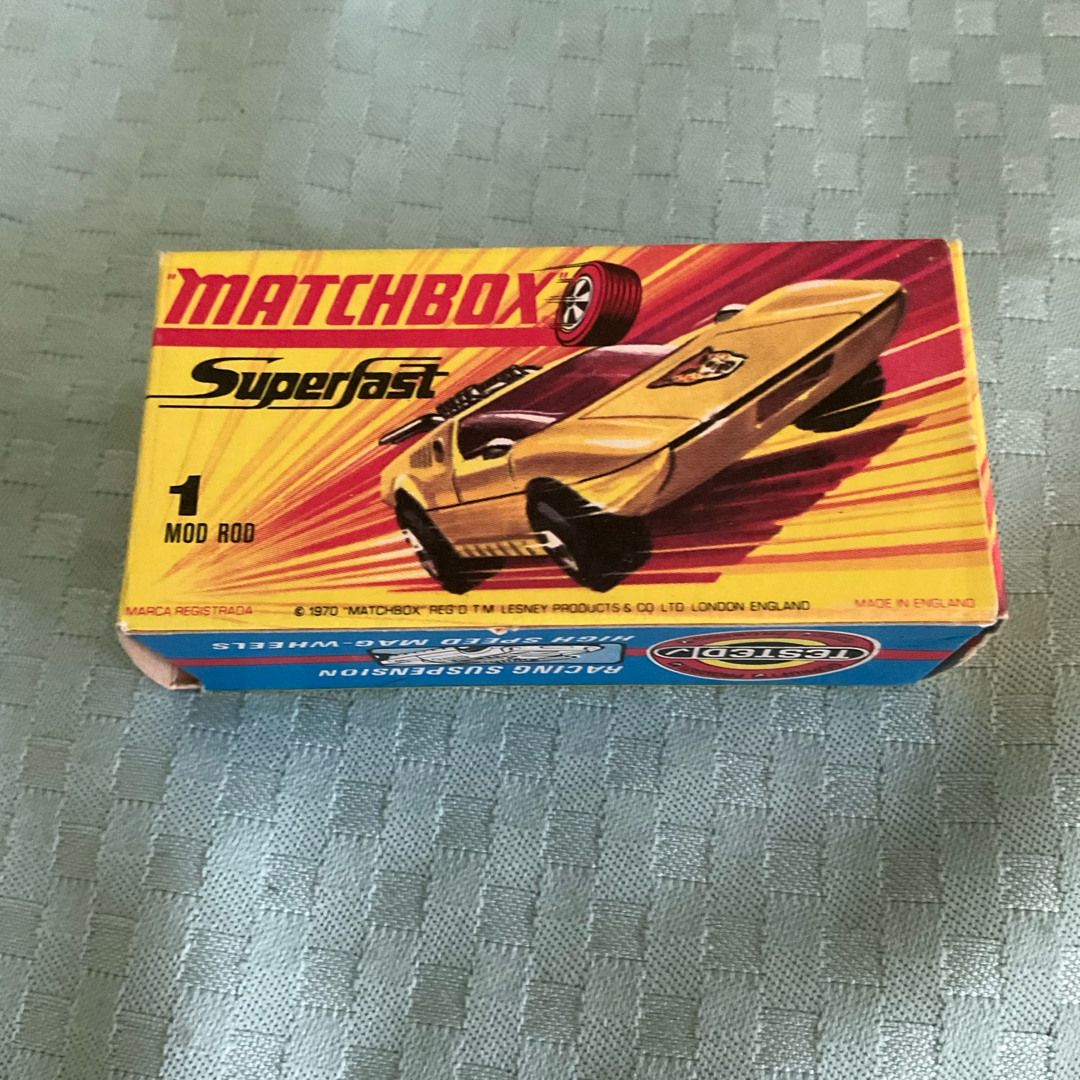 "MATCHBOX"
Superfast
1
MOD ROD
MARCA REGISTRADA
© 1970 "MATCHBOX" REG'D T M LESNEY PRODUCTS & CO LTD LONDON ENGLAND
MADE IN ENGLAND
TESTED
RACING SUSPENSION
HIGH SPEED MAG-WHEELS